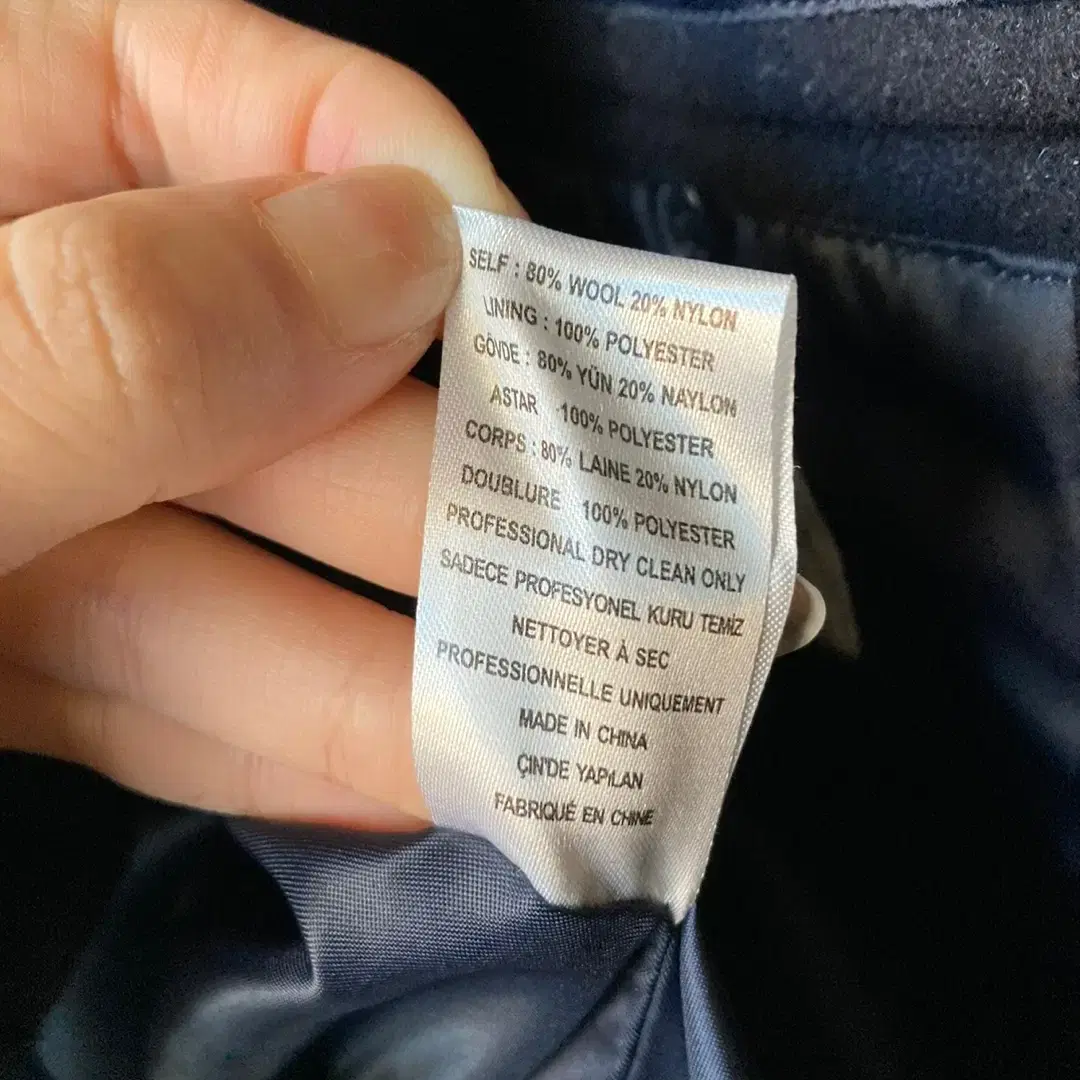 SELF : 80% WOOL 20% NYLON
LINING : 100% POLYESTER
GÖVDE : 80% YÜN 20% NAYLON
ASTAR 100% POLYESTER
CORPS : 80% LAINE 20% NYLON
DOUBLURE 100% POLYESTER
PROFESSIONAL DRY CLEAN ONLY
SADECE PROFESYONEL KURU TEMIZ
NETTOYER À SEC
PROFESSIONNELLE UNIQUEMENT
MADE IN CHINA
ÇIN'DE YAPILAN
FABRIQUÉ EN CHINE